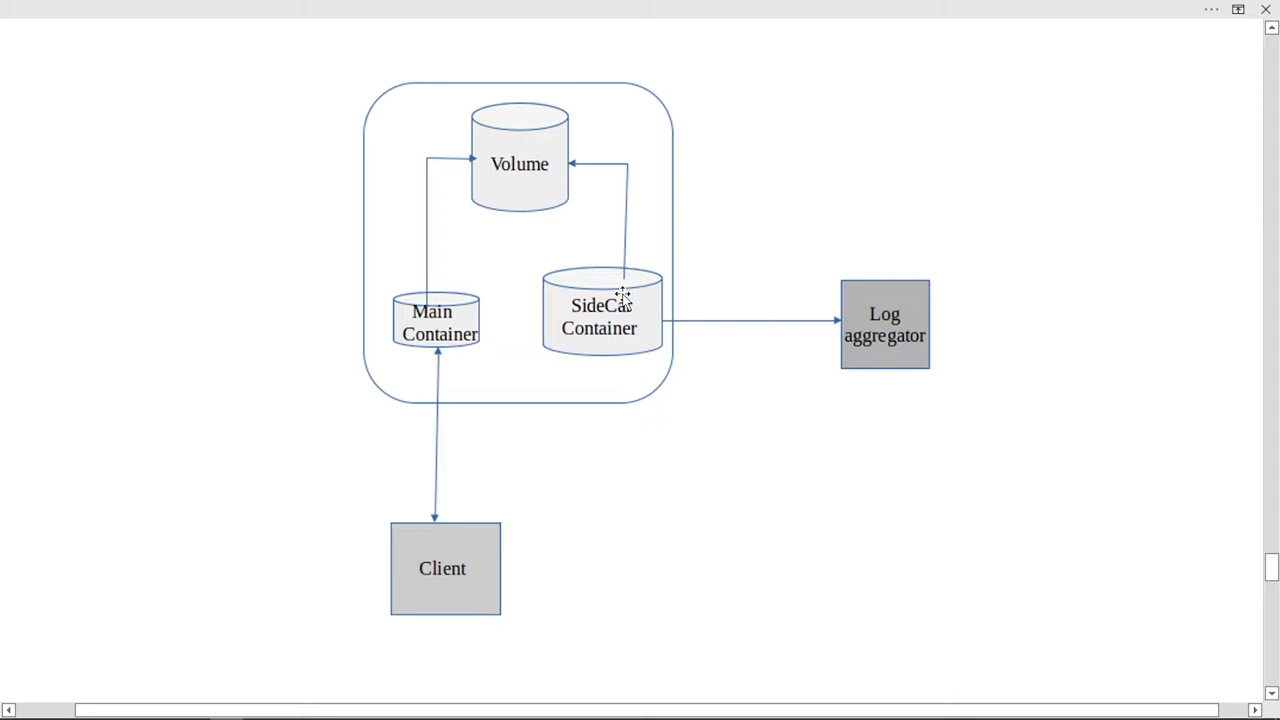 Volume
Main
Container
SideCar
Container
Log
aggregator
Client